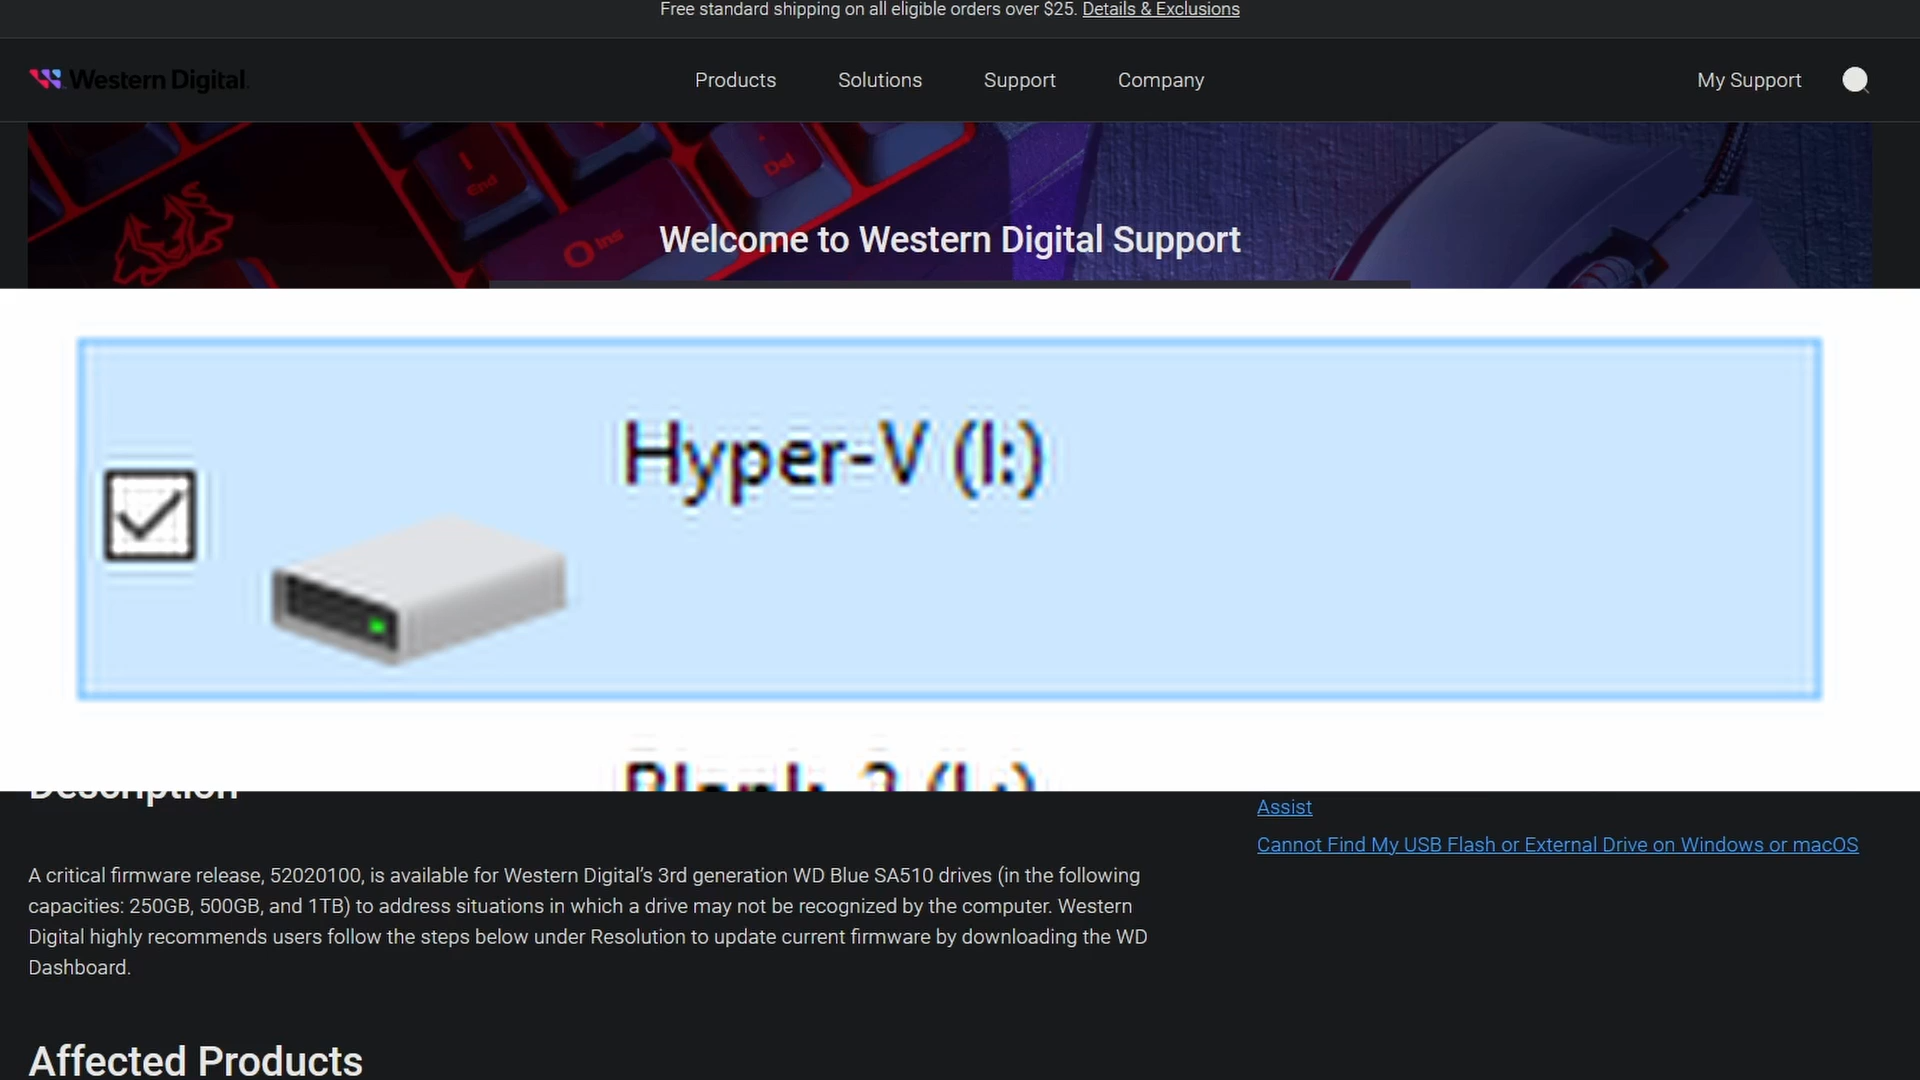 Free standard shipping on all eligible orders over $25. Details & Exclusions
Western Digital.
Products
Solutions
Support
Company
My Support
End
Ins
Del
Welcome to Western Digital Support
Hyper-V (I:)
Description
Assist
Cannot Find My USB Flash or External Drive on Windows or macOS
A critical firmware release, 52020100, is available for Western Digital’s 3rd generation WD Blue SA510 drives (in the following
capacities: 250GB, 500GB, and 1TB) to address situations in which a drive may not be recognized by the computer. Western
Digital highly recommends users follow the steps below under Resolution to update current firmware by downloading the WD
Dashboard.
Affected Products